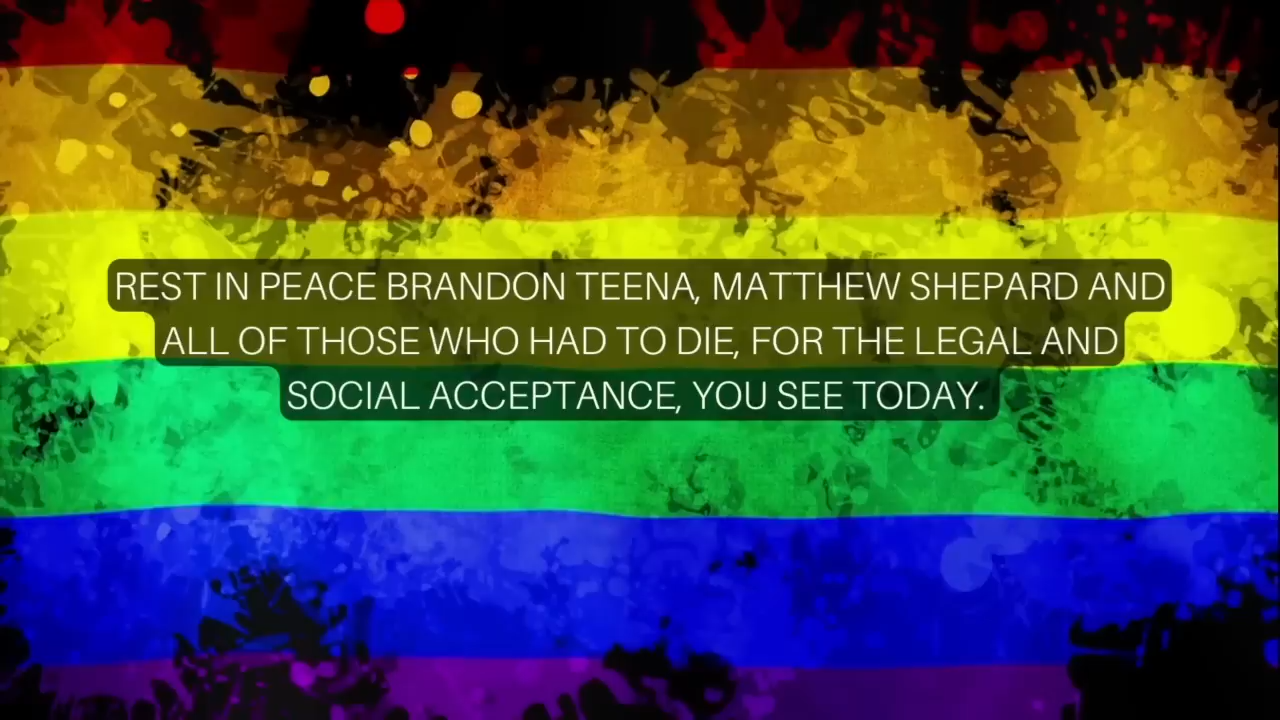 REST IN PEACE BRANDON TEENA, MATTHEW SHEPARD AND
ALL OF THOSE WHO HAD TO DIE, FOR THE LEGAL AND
SOCIAL ACCEPTANCE, YOU SEE TODAY.